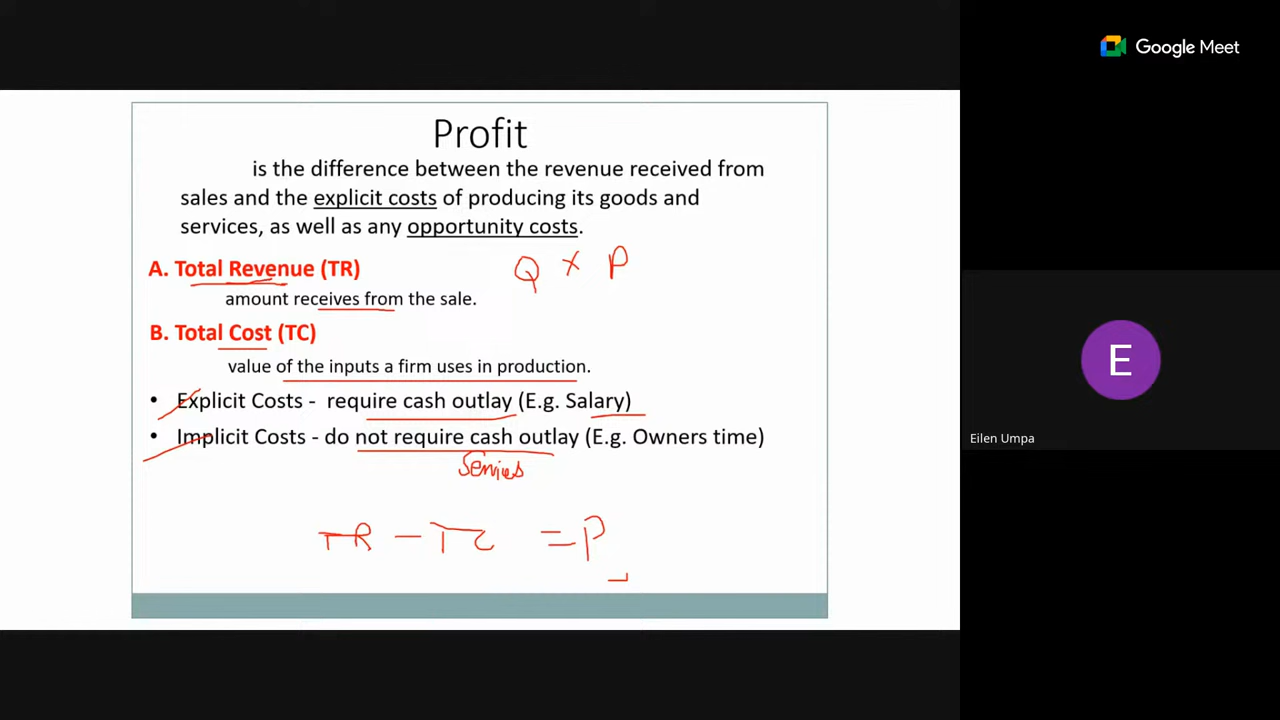 Google Meet
Profit
is the difference between the revenue received from
sales and the explicit costs of producing its goods and
services, as well as any opportunity costs.
A. Total Revenue (TR)
Q × P
amount receives from the sale.
B. Total Cost (TC)
value of the inputs a firm uses in production.
• Explicit Costs - require cash outlay (E.g. Salary)
• Implicit Costs - do not require cash outlay (E.g. Owners time)
TR - TC = P
E
Eilen Umpa